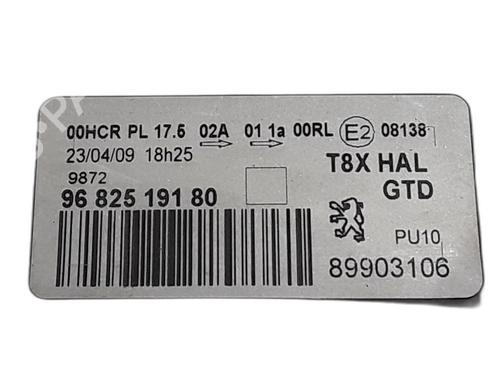 00HCR PL 17.5 02A → 01 1a 00RL → E2 08138
23/04/09 18h25
T8X HAL
9872
GTD
96 825 191 80
PU10
89903106